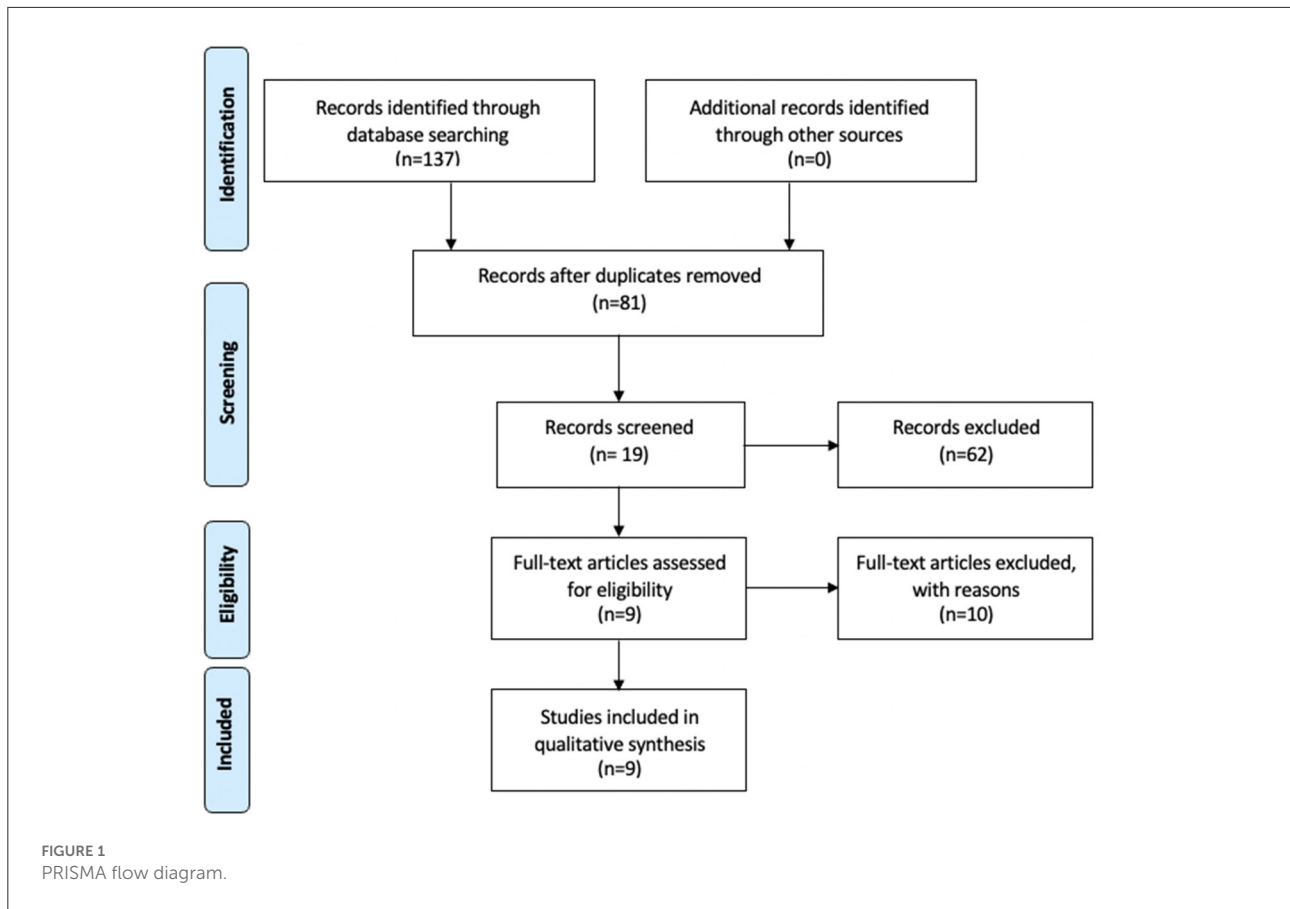 Identification
Records identified through
database searching
(n=137)
Additional records identified
through other sources
(n=0)
Records after duplicates removed
(n=81)
Screening
Records screened
(n= 19)
Records excluded
(n=62)
Eligibility
Full-text articles assessed
for eligibility
(n=9)
Full-text articles excluded,
with reasons
(n=10)
Included
Studies included in
qualitative synthesis
(n=9)
FIGURE 1
PRISMA flow diagram.